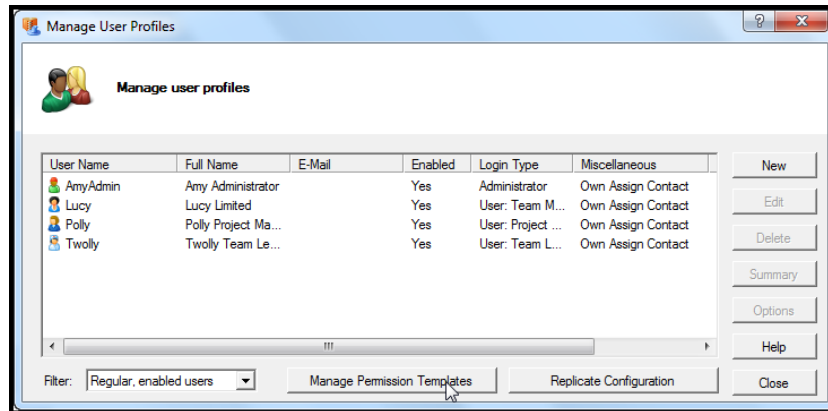 Manage User Profiles
Manage user profiles
User Name Full Name E-Mail Enabled Login Type Miscellaneous
AmyAdmin Amy Administrator Yes Administrator Own Assign Contact
Lucy Lucy Limited Yes User: Team M... Own Assign Contact
Polly Polly Project Ma... Yes User: Project ... Own Assign Contact
Twolly Twolly Team Le... Yes User: Team L... Own Assign Contact
New
Edit
Delete
Summary
Options
Help
Filter: Regular, enabled users Manage Permission Templates Replicate Configuration Close